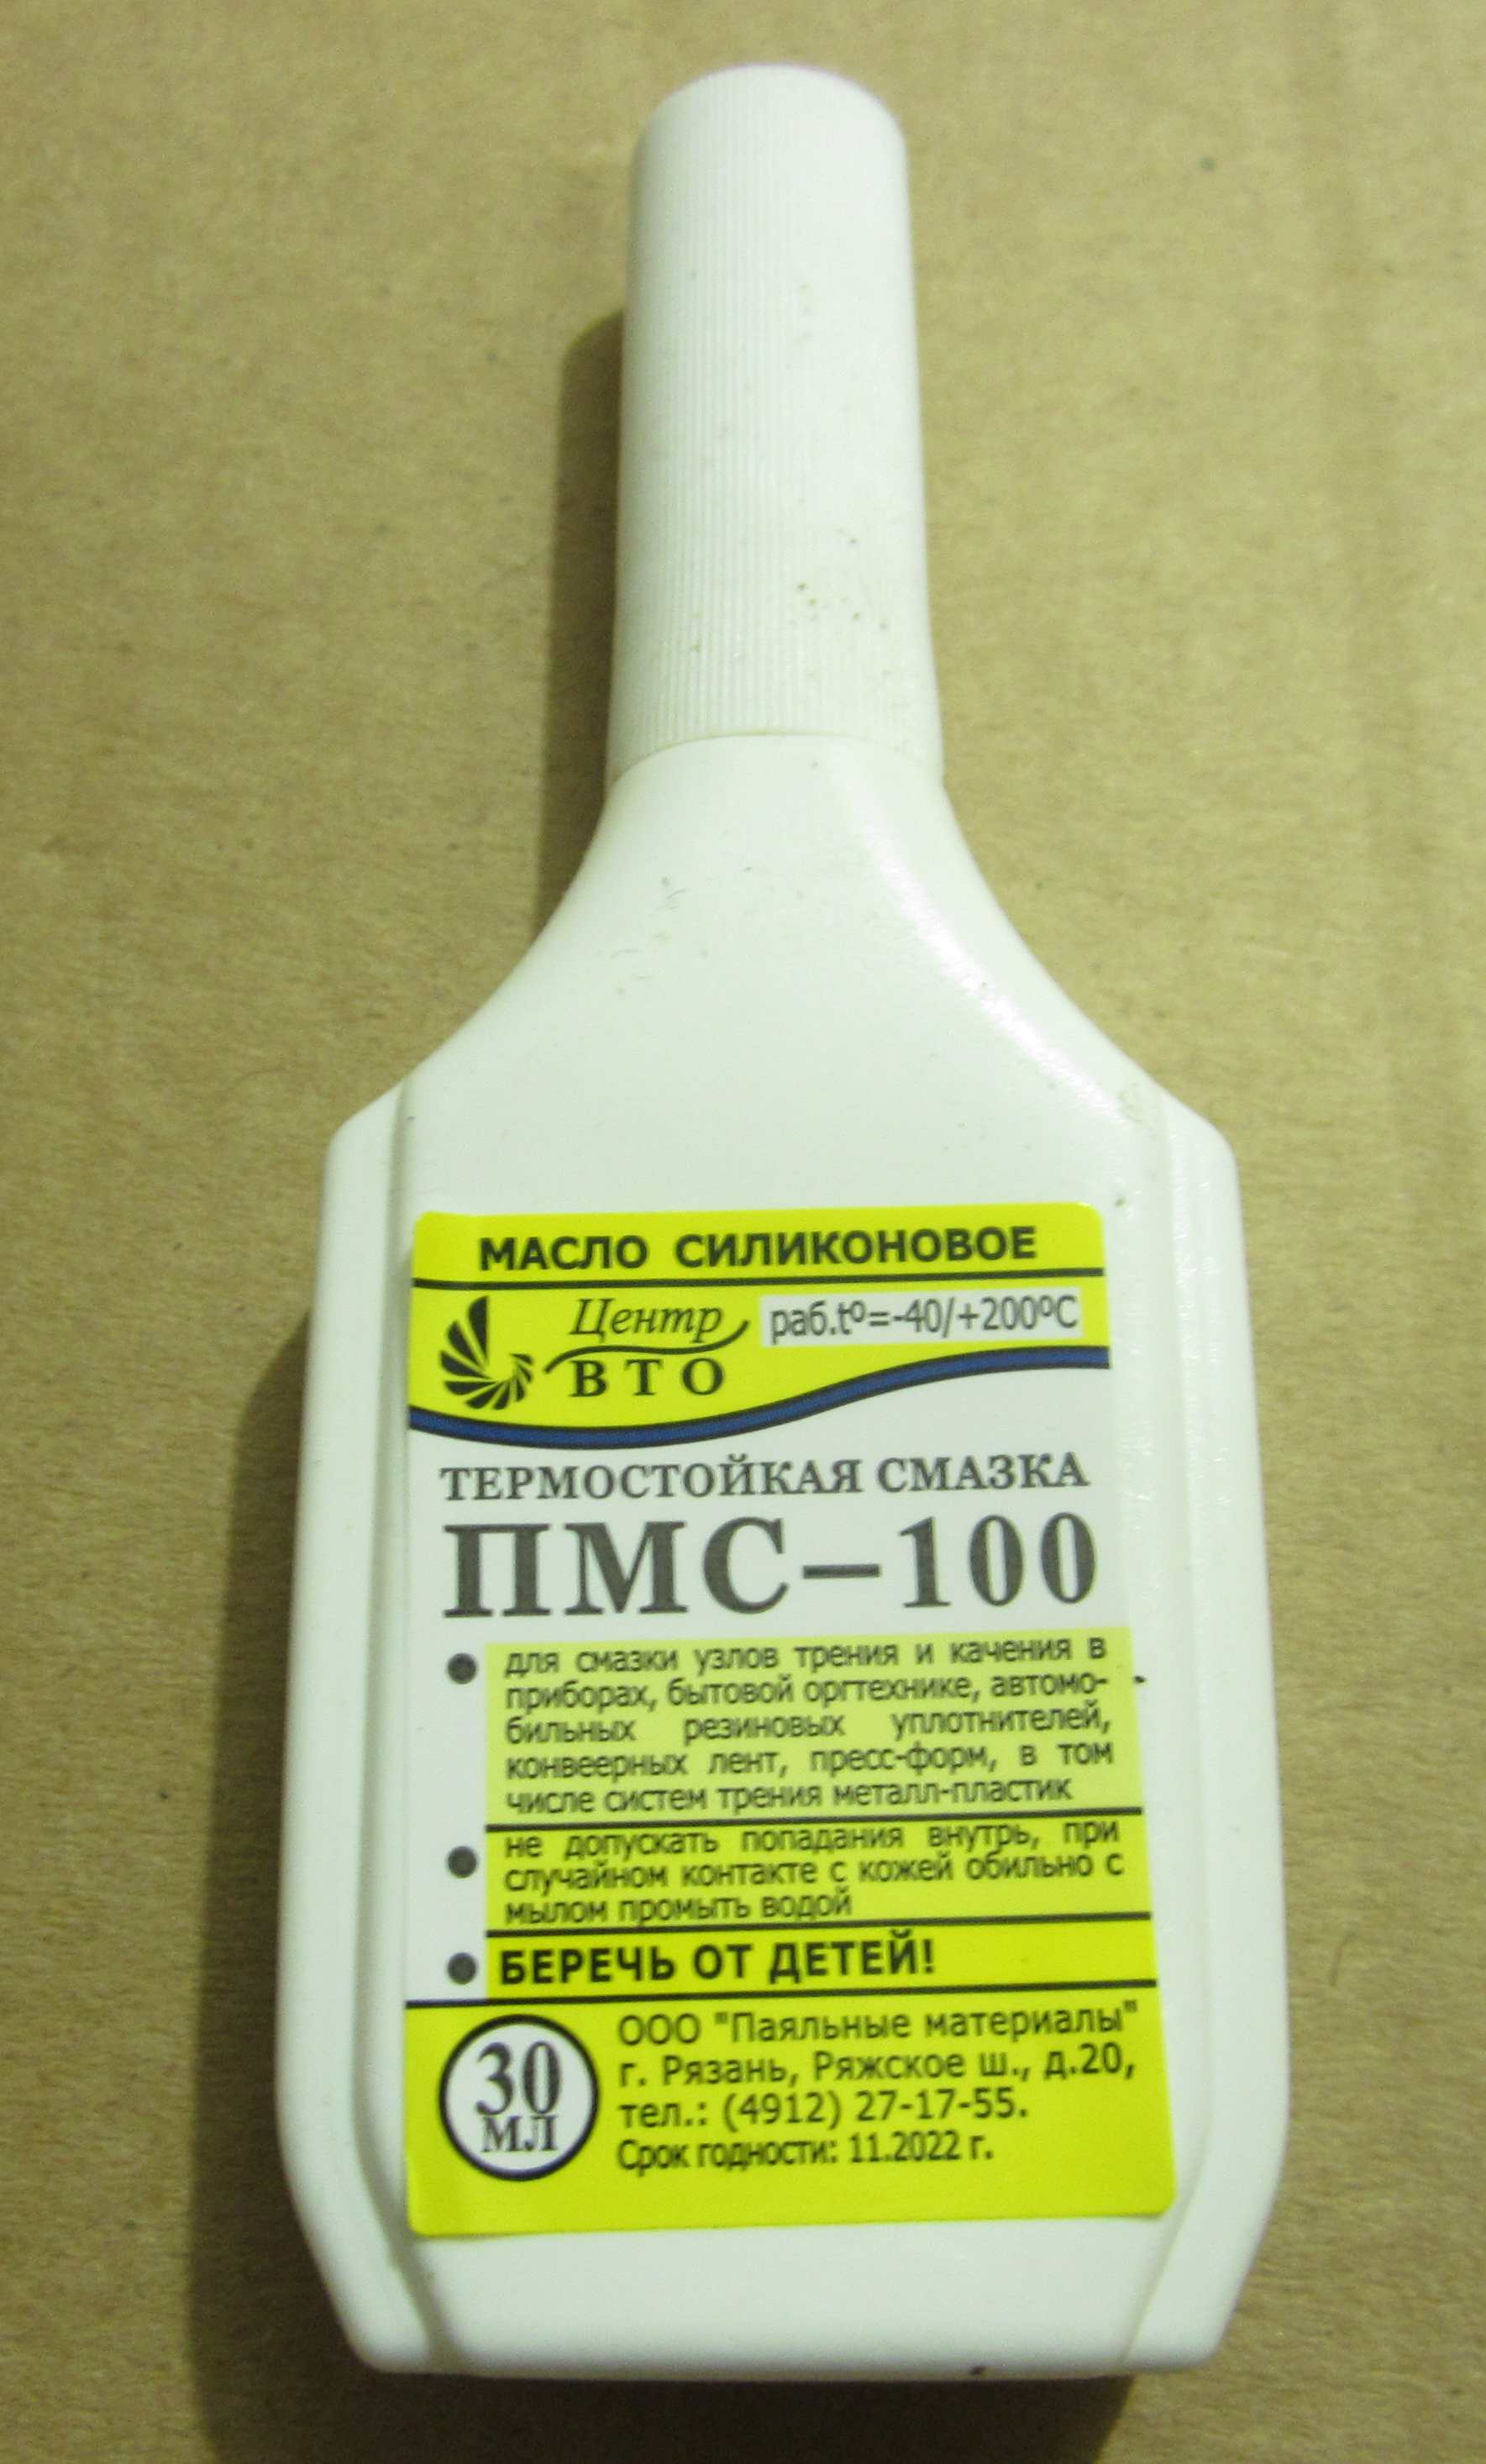 МАСЛО СИЛИКОНОВОЕ
Центр
ВТО
раб.tº=-40/+200ºС
ТЕРМОСТОЙКАЯ СМАЗКА
ПМС–100
для смазки узлов трения и качения в
приборах, бытовой оргтехнике, автомо-
бильных резиновых уплотнителей,
конвеерных лент, пресс-форм, в том
числе систем трения металл-пластик
не допускать попадания внутрь, при
случайном контакте с кожей обильно с
мылом промыть водой
БЕРЕЧЬ ОТ ДЕТЕЙ!
30
МЛ
ООО "Паяльные материалы"
г. Рязань, Ряжское ш., д.20,
тел.: (4912) 27-17-55.
Срок годности: 11.2022 г.